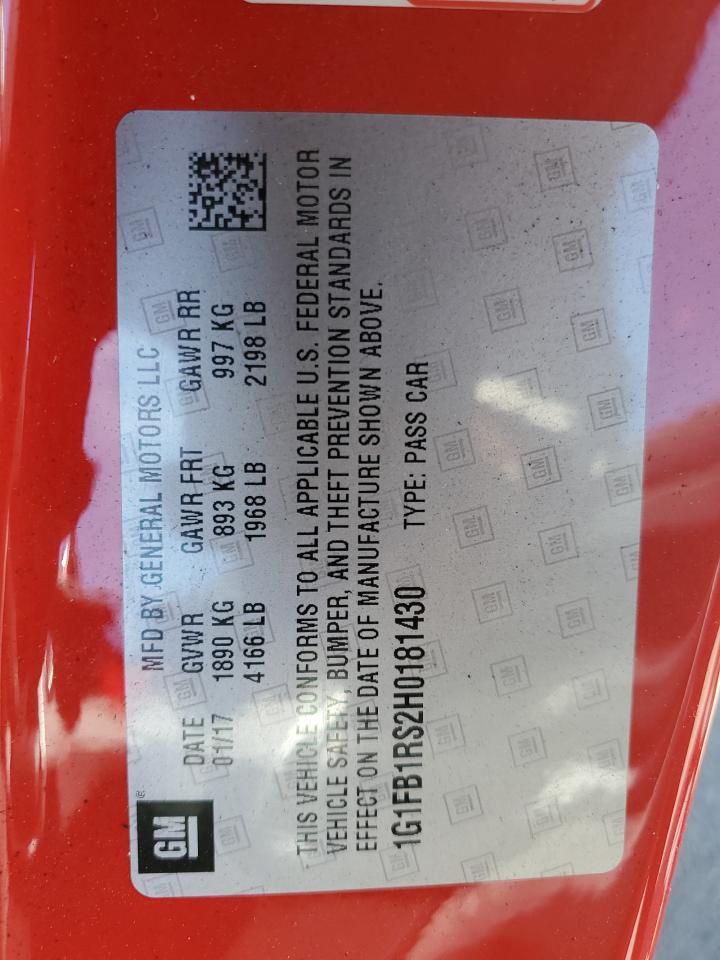 GM®
MFD BY GENERAL MOTORS LLC
DATE GVWR GAWR FRT GAWR RR
01/17 1890 KG 893 KG 997 KG
4166 LB 1968 LB 2198 LB
THIS VEHICLE CONFORMS TO ALL APPLICABLE U.S. FEDERAL MOTOR
VEHICLE SAFETY, BUMPER, AND THEFT PREVENTION STANDARDS IN
EFFECT ON THE DATE OF MANUFACTURE SHOWN ABOVE.
1G1FB1RS2H0181430 TYPE: PASS CAR